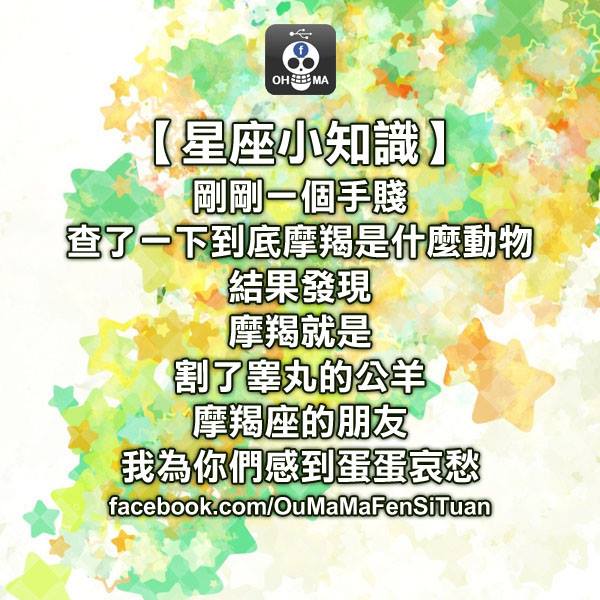 OH MA
【星座小知識】
剛剛一個手賤
查了一下到底摩羯是什麼動物
結果發現
摩羯就是
割了睪丸的公羊
摩羯座的朋友
我為你們感到蛋蛋哀愁
facebook.com/OuMaMaFenSiTuan